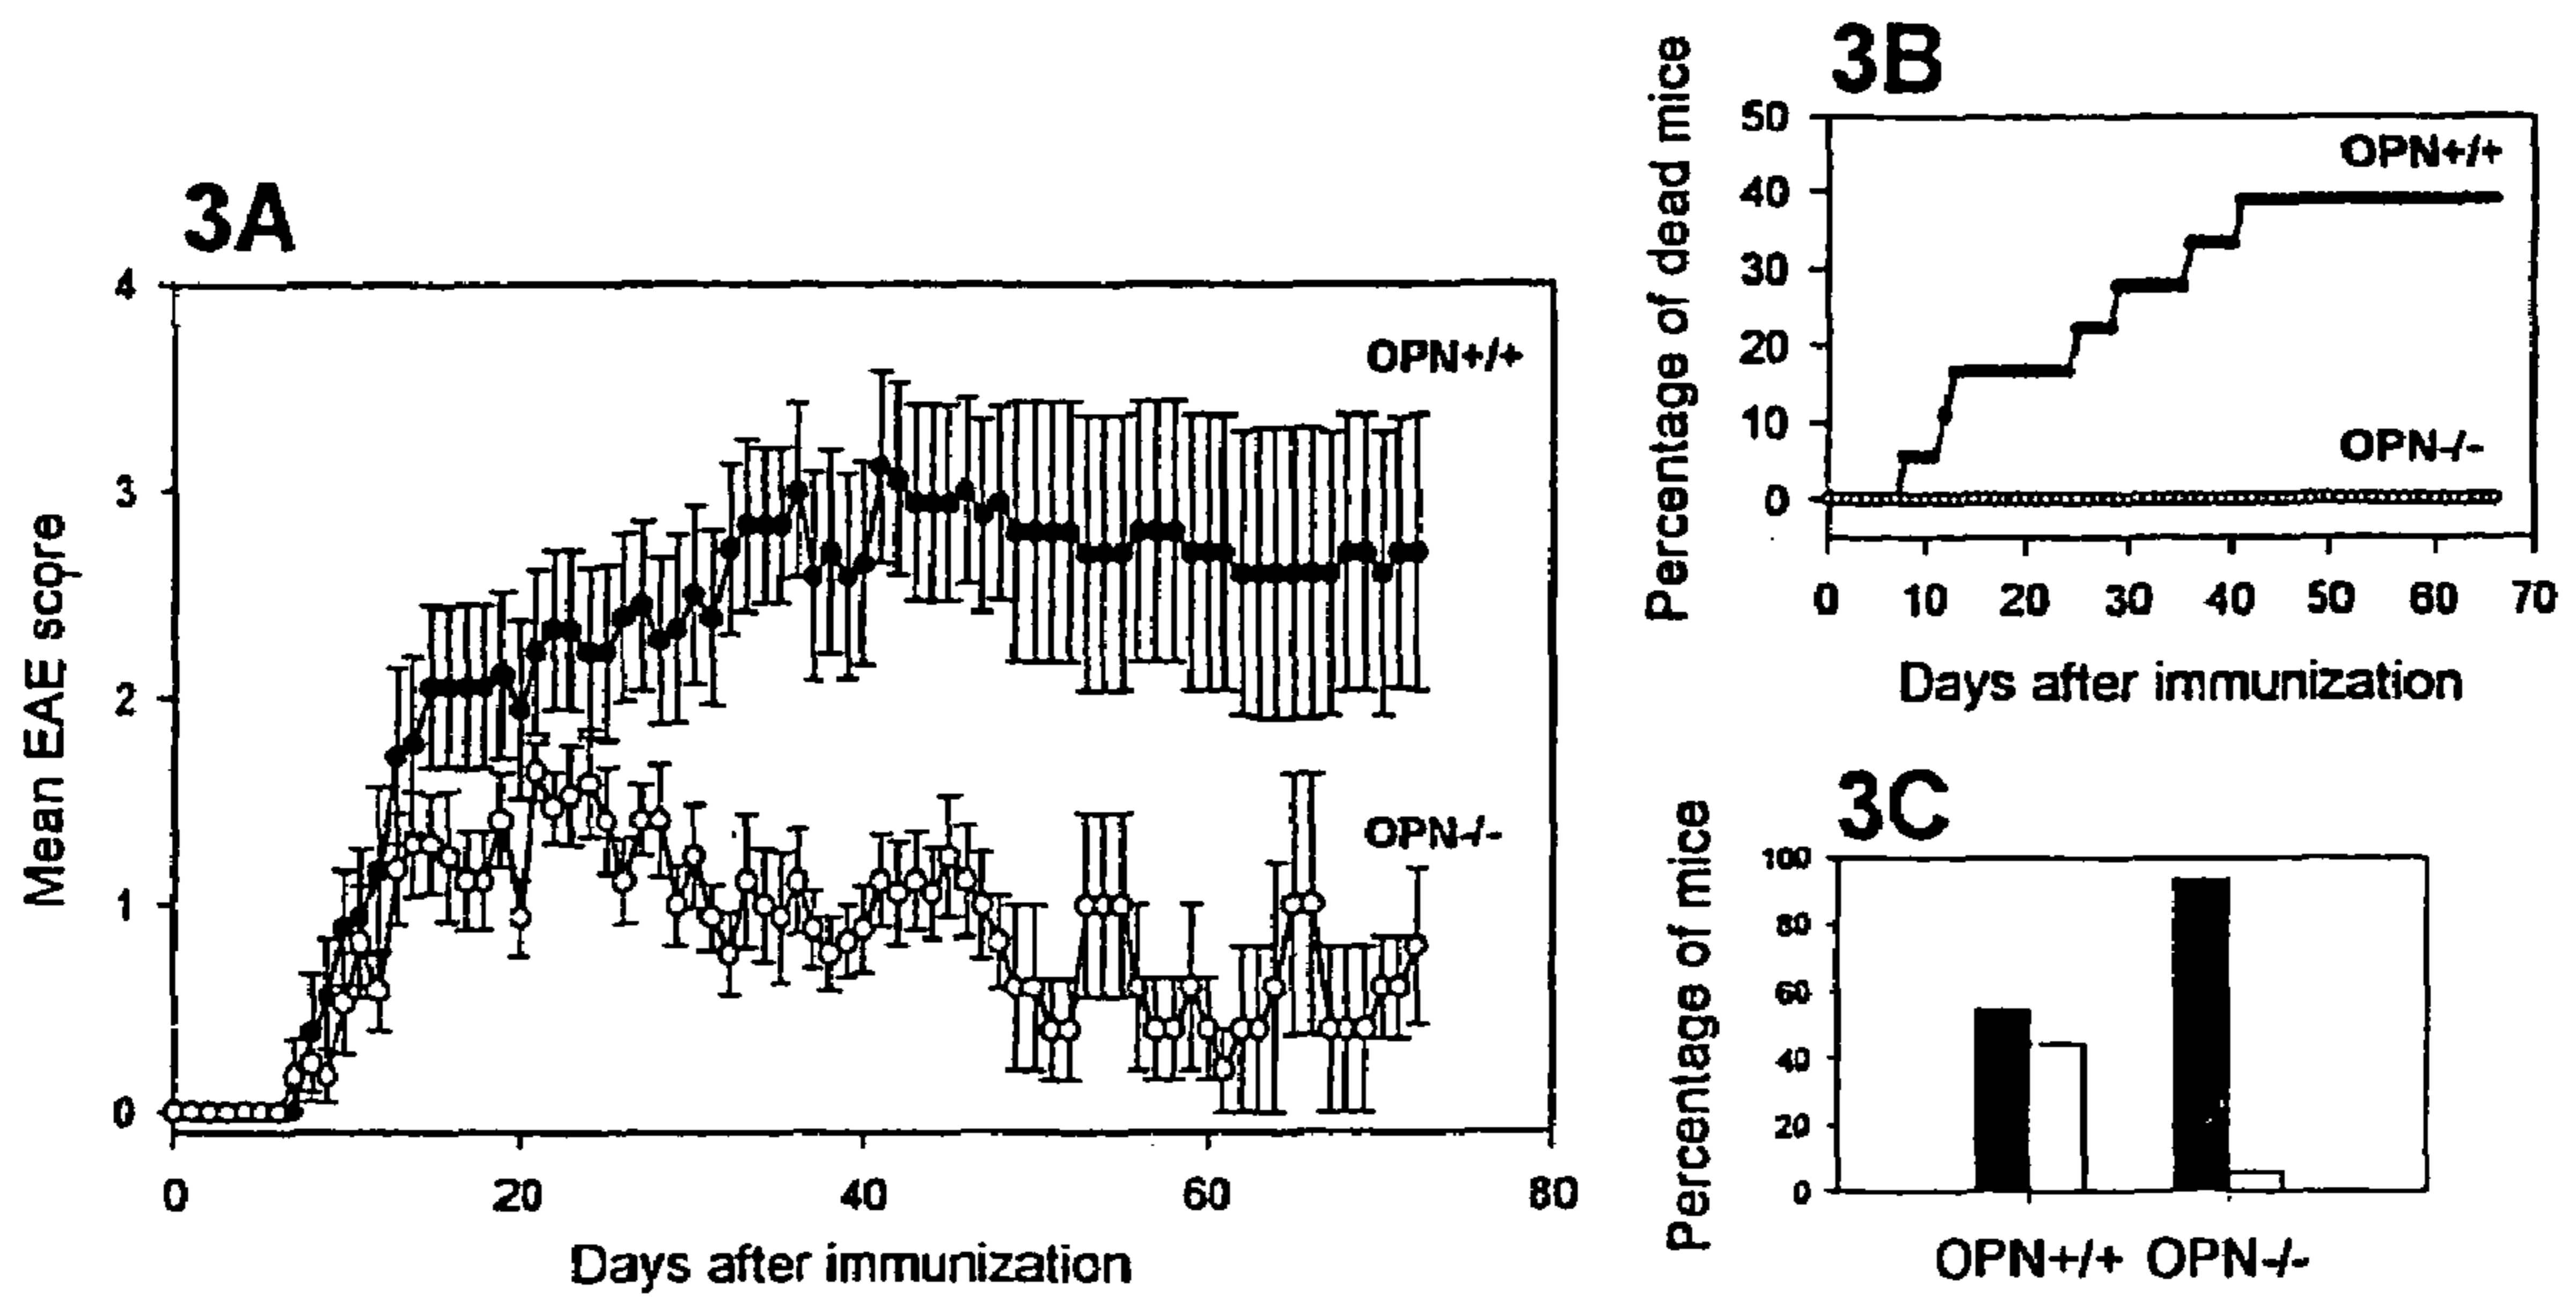 3A
4
3
2
1
0
Mean EAE score
OPN+/+
OPN-/-
0 20 40 60 80
Days after immunization
3B
50
40
30
20
10
0
Percentage of dead mice
OPN+/+
OPN-/-
0 10 20 30 40 50 60 70
Days after immunization
3C
100
80
60
40
20
0
Percentage of mice
OPN+/+ OPN-/-